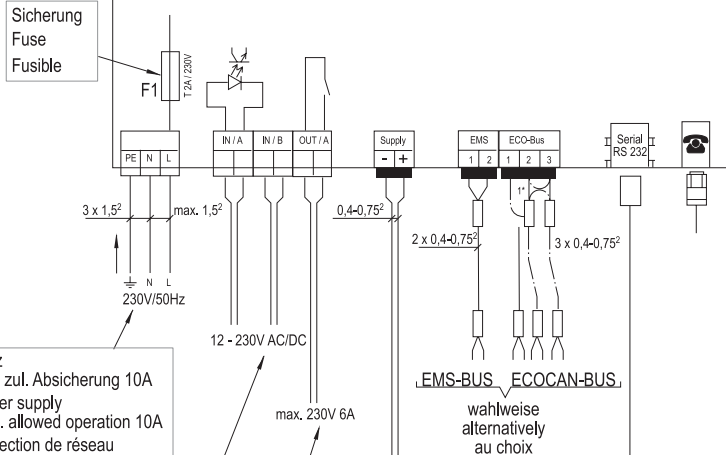 Sicherung
Fuse
Fusible
F1
T 2A / 230V
IN / A
IN / B
OUT / A
Supply
- +
EMS
1 2
ECO-Bus
1 2 3
1*
Serial
RS 232
PE N L
3 x 1,5²
max. 1,5²
0,4-0,75²
2 x 0,4-0,75²
3 x 0,4-0,75²
N L
230V/50Hz
12 - 230V AC/DC
max. 230V 6A
EMS-BUS
ECOCAN-BUS
wahlweise
alternatively
au choix
zul. Absicherung 10A
supply
allowed operation 10A
de réseau